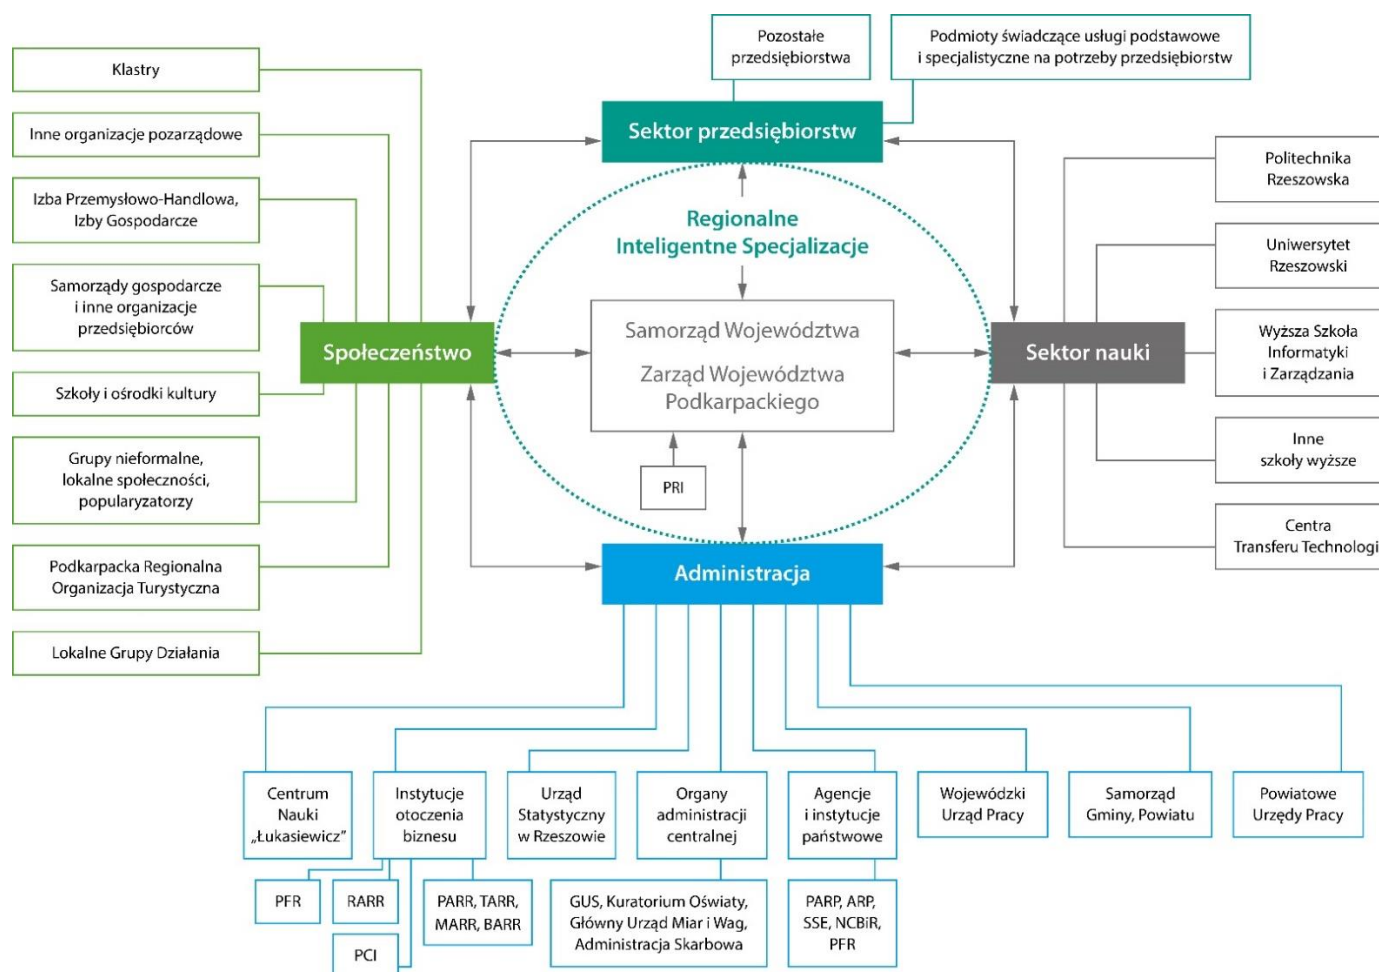 Pozostałe
przedsiębiorstwa
Podmioty świadczące usługi podstawowe
i specjalistyczne na potrzeby przedsiębiorstw
Klastry
Inne organizacje pozarządowe
Izba Przemysłowo-Handlowa,
Izby Gospodarcze
Samorządy gospodarcze
i inne organizacje
przedsiębiorców
Szkoły i ośrodki kultury
Grupy nieformalne,
lokalne społeczności,
popularyzatorzy
Podkarpacka Regionalna
Organizacja Turystyczna
Lokalne Grupy Działania
Sektor przedsiębiorstw
Regionalne
Inteligentne Specjalizacje
Społeczeństwo
Samorząd Województwa
Zarząd Województwa
Podkarpackiego
PRI
Sektor nauki
Politechnika
Rzeszowska
Uniwersytet
Rzeszowski
Wyższa Szkoła
Informatyki
i Zarządzania
Inne
szkoły wyższe
Centra
Transferu Technologi
Administracja
Centrum
Nauki
„Łukasiewicz”
Instytucje
otoczenia
biznesu
Urząd
Statystyczny
w Rzeszowie
Organy
administracji
centralnej
Agencje
i instytucje
państwowe
Wojewódzki
Urząd Pracy
Samorząd
Gminy, Powiatu
Powiatowe
Urzędy Pracy
PFR
RARR
PCI
PARR, TARR,
MARR, BARR
GUS, Kuratorium Oświaty,
Główny Urząd Miar i Wag,
Administracja Skarbowa
PARP, ARP,
SSE, NCBiR,
PFR